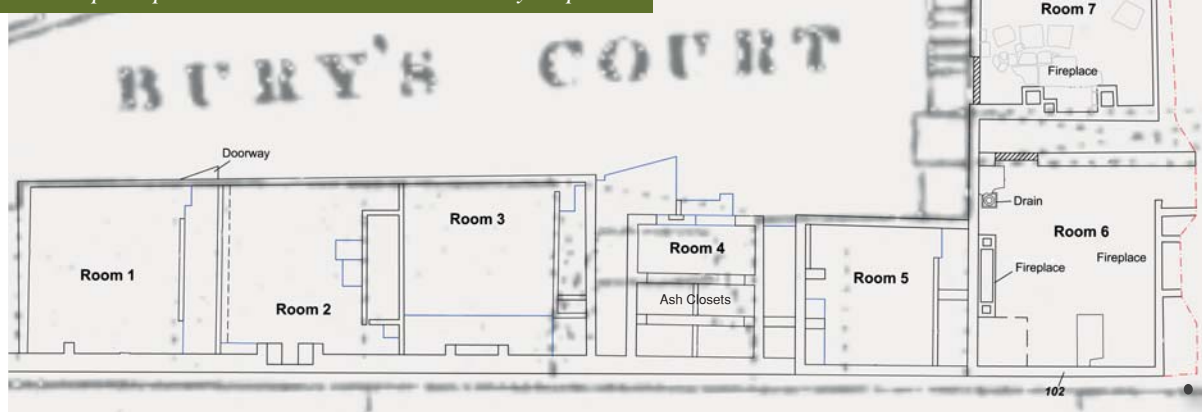 BURY'S COURT
Room 7
Fireplace
Doorway
Room 1
Room 2
Room 3
Room 4
Ash Closets
Room 5
Drain
Room 6
Fireplace
Fireplace
102